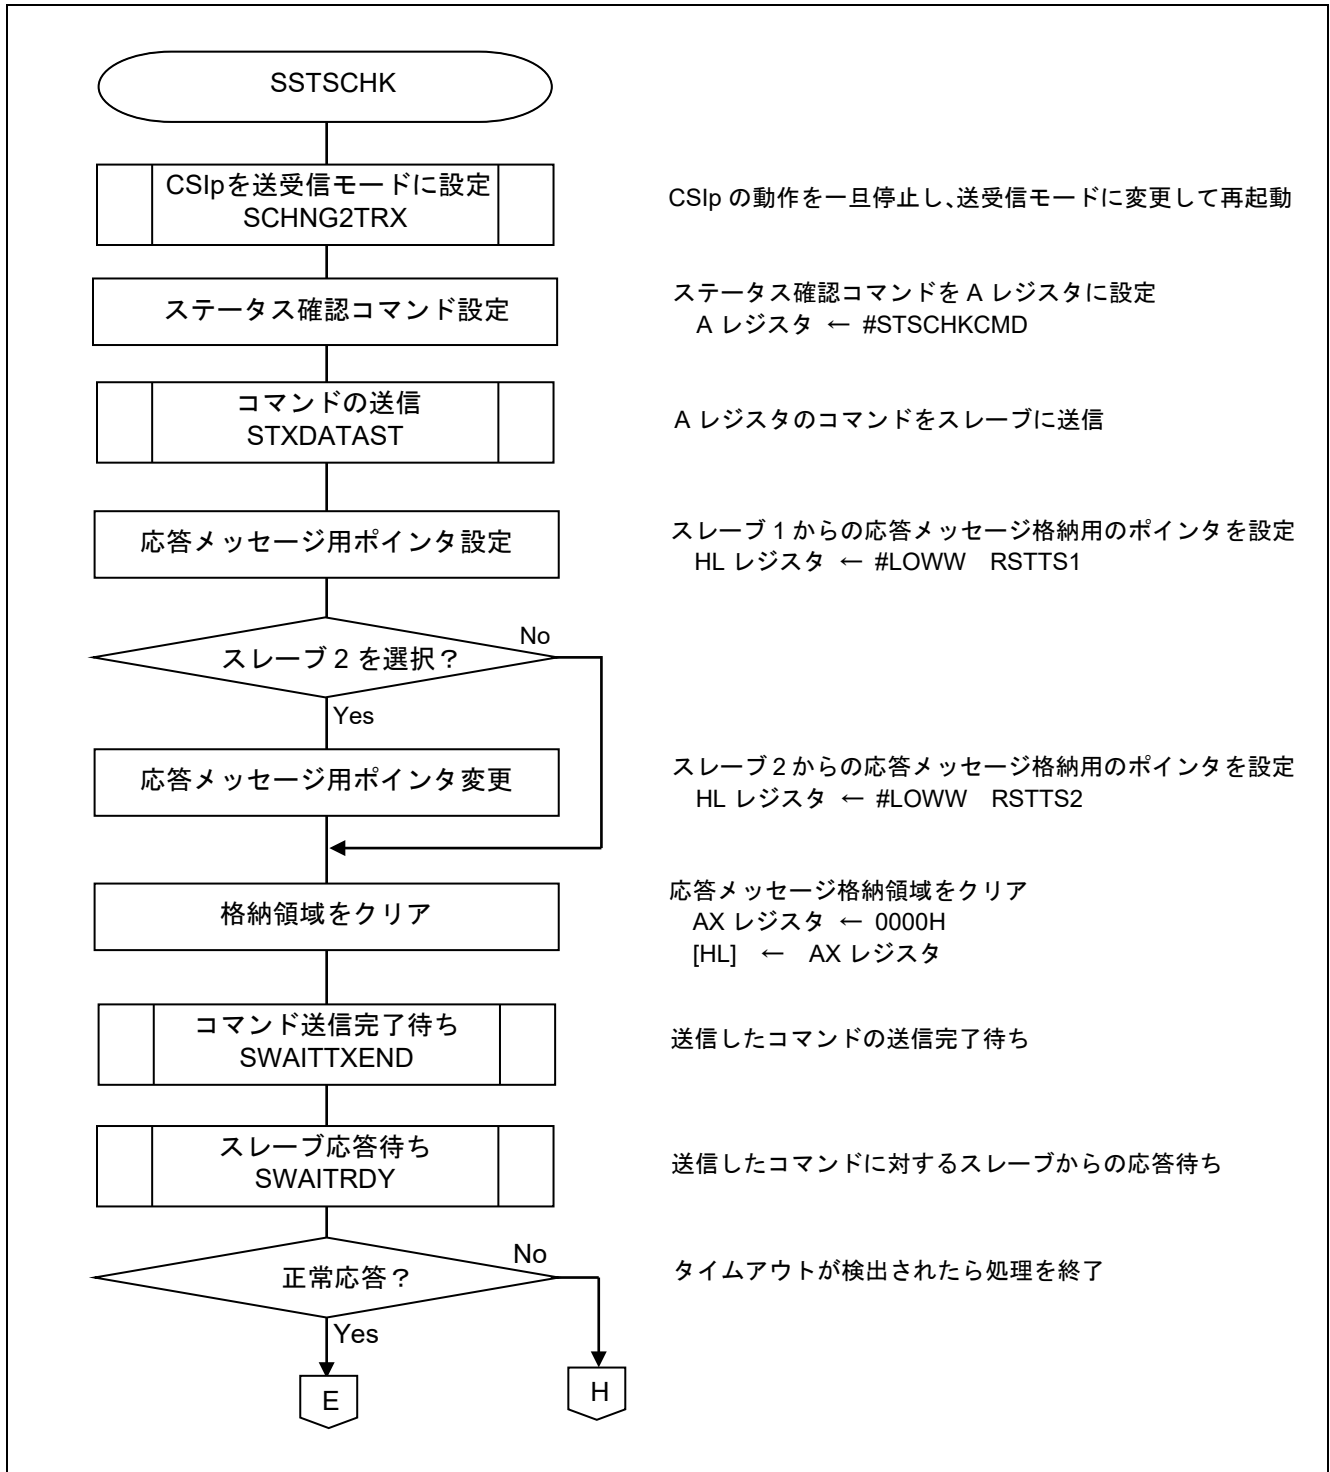 SSTSCHK
CSIpを送受信モードに設定
SCHNG2TRX
CSIp の動作を一旦停止し、送受信モードに変更して再起動
ステータス確認コマンド設定
ステータス確認コマンドを A レジスタに設定
A レジスタ ← #STSCHKCMD
コマンドの送信
STXDATAST
A レジスタのコマンドをスレーブに送信
応答メッセージ用ポインタ設定
スレーブ 1 からの応答メッセージ格納用のポインタを設定
HL レジスタ ← #LOWW RSTTS1
スレーブ 2 を選択?
No
Yes
応答メッセージ用ポインタ変更
スレーブ 2 からの応答メッセージ格納用のポインタを設定
HL レジスタ ← #LOWW RSTTS2
格納領域をクリア
応答メッセージ格納領域をクリア
AX レジスタ ← 0000H
[HL] ← AX レジスタ
コマンド送信完了待ち
SWAITTXEND
送信したコマンドの送信完了待ち
スレーブ応答待ち
SWAITRDY
送信したコマンドに対するスレーブからの応答待ち
正常応答?
No
タイムアウトが検出されたら処理を終了
Yes
E
H